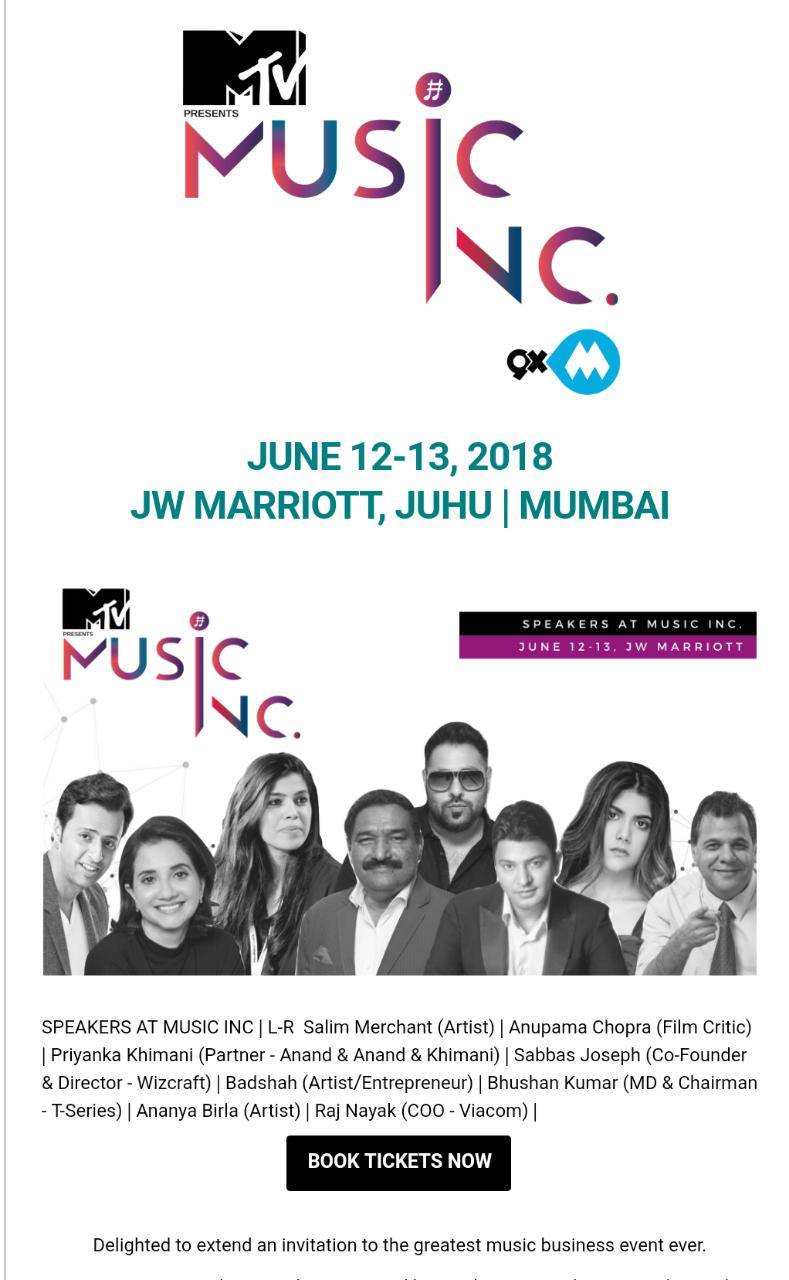 MTV
PRESENTS
MUSIC
INC.
9XM
JUNE 12-13, 2018
JW MARRIOTT, JUHU | MUMBAI
MTV
PRESENTS
MUSIC
INC.
SPEAKERS AT MUSIC INC.
JUNE 12-13, JW MARRIOTT
SPEAKERS AT MUSIC INC | L-R  Salim Merchant (Artist) | Anupama Chopra (Film Critic)
| Priyanka Khimani (Partner - Anand & Anand & Khimani) | Sabbas Joseph (Co-Founder
& Director - Wizcraft) | Badshah (Artist/Entrepreneur) | Bhushan Kumar (MD & Chairman
- T-Series) | Ananya Birla (Artist) | Raj Nayak (COO - Viacom) |
BOOK TICKETS NOW
Delighted to extend an invitation to the greatest music business event ever.